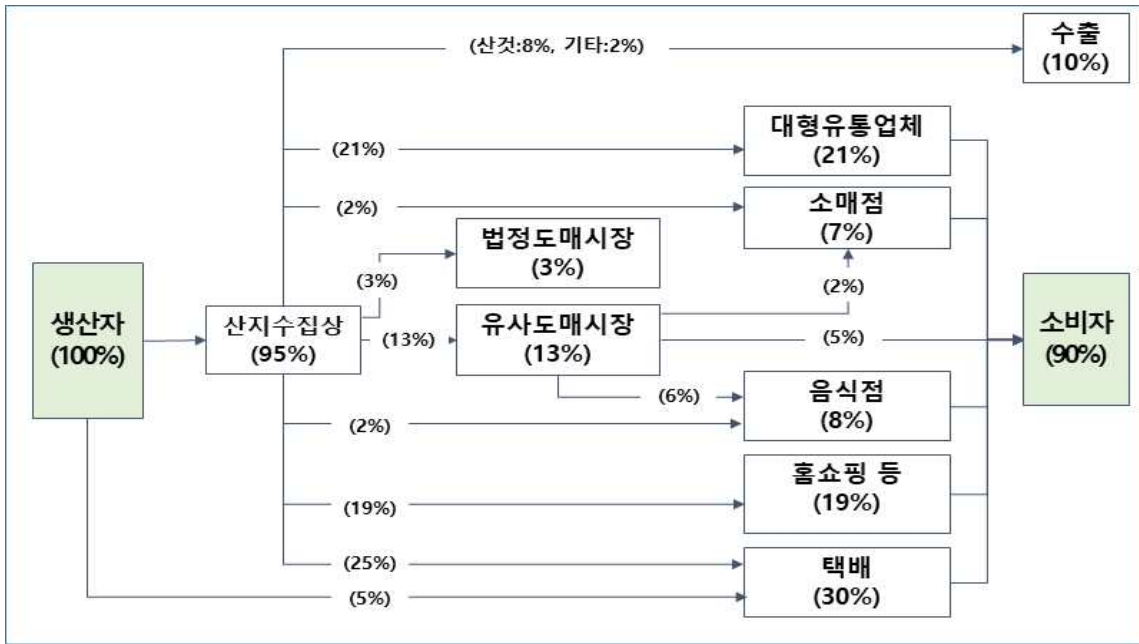 (산것:8%, 기타:2%)
수출
(10%)
대형유통업체
(21%)
(21%)
소매점
(7%)
(2%)
법정도매시장
(3%)
(3%)
(2%)
생산자
(100%)
산지수집상
(95%)
(13%)
유사도매시장
(13%)
(5%)
소비자
(90%)
(6%)
음식점
(8%)
(2%)
홈쇼핑 등
(19%)
(19%)
(25%)
택배
(30%)
(5%)